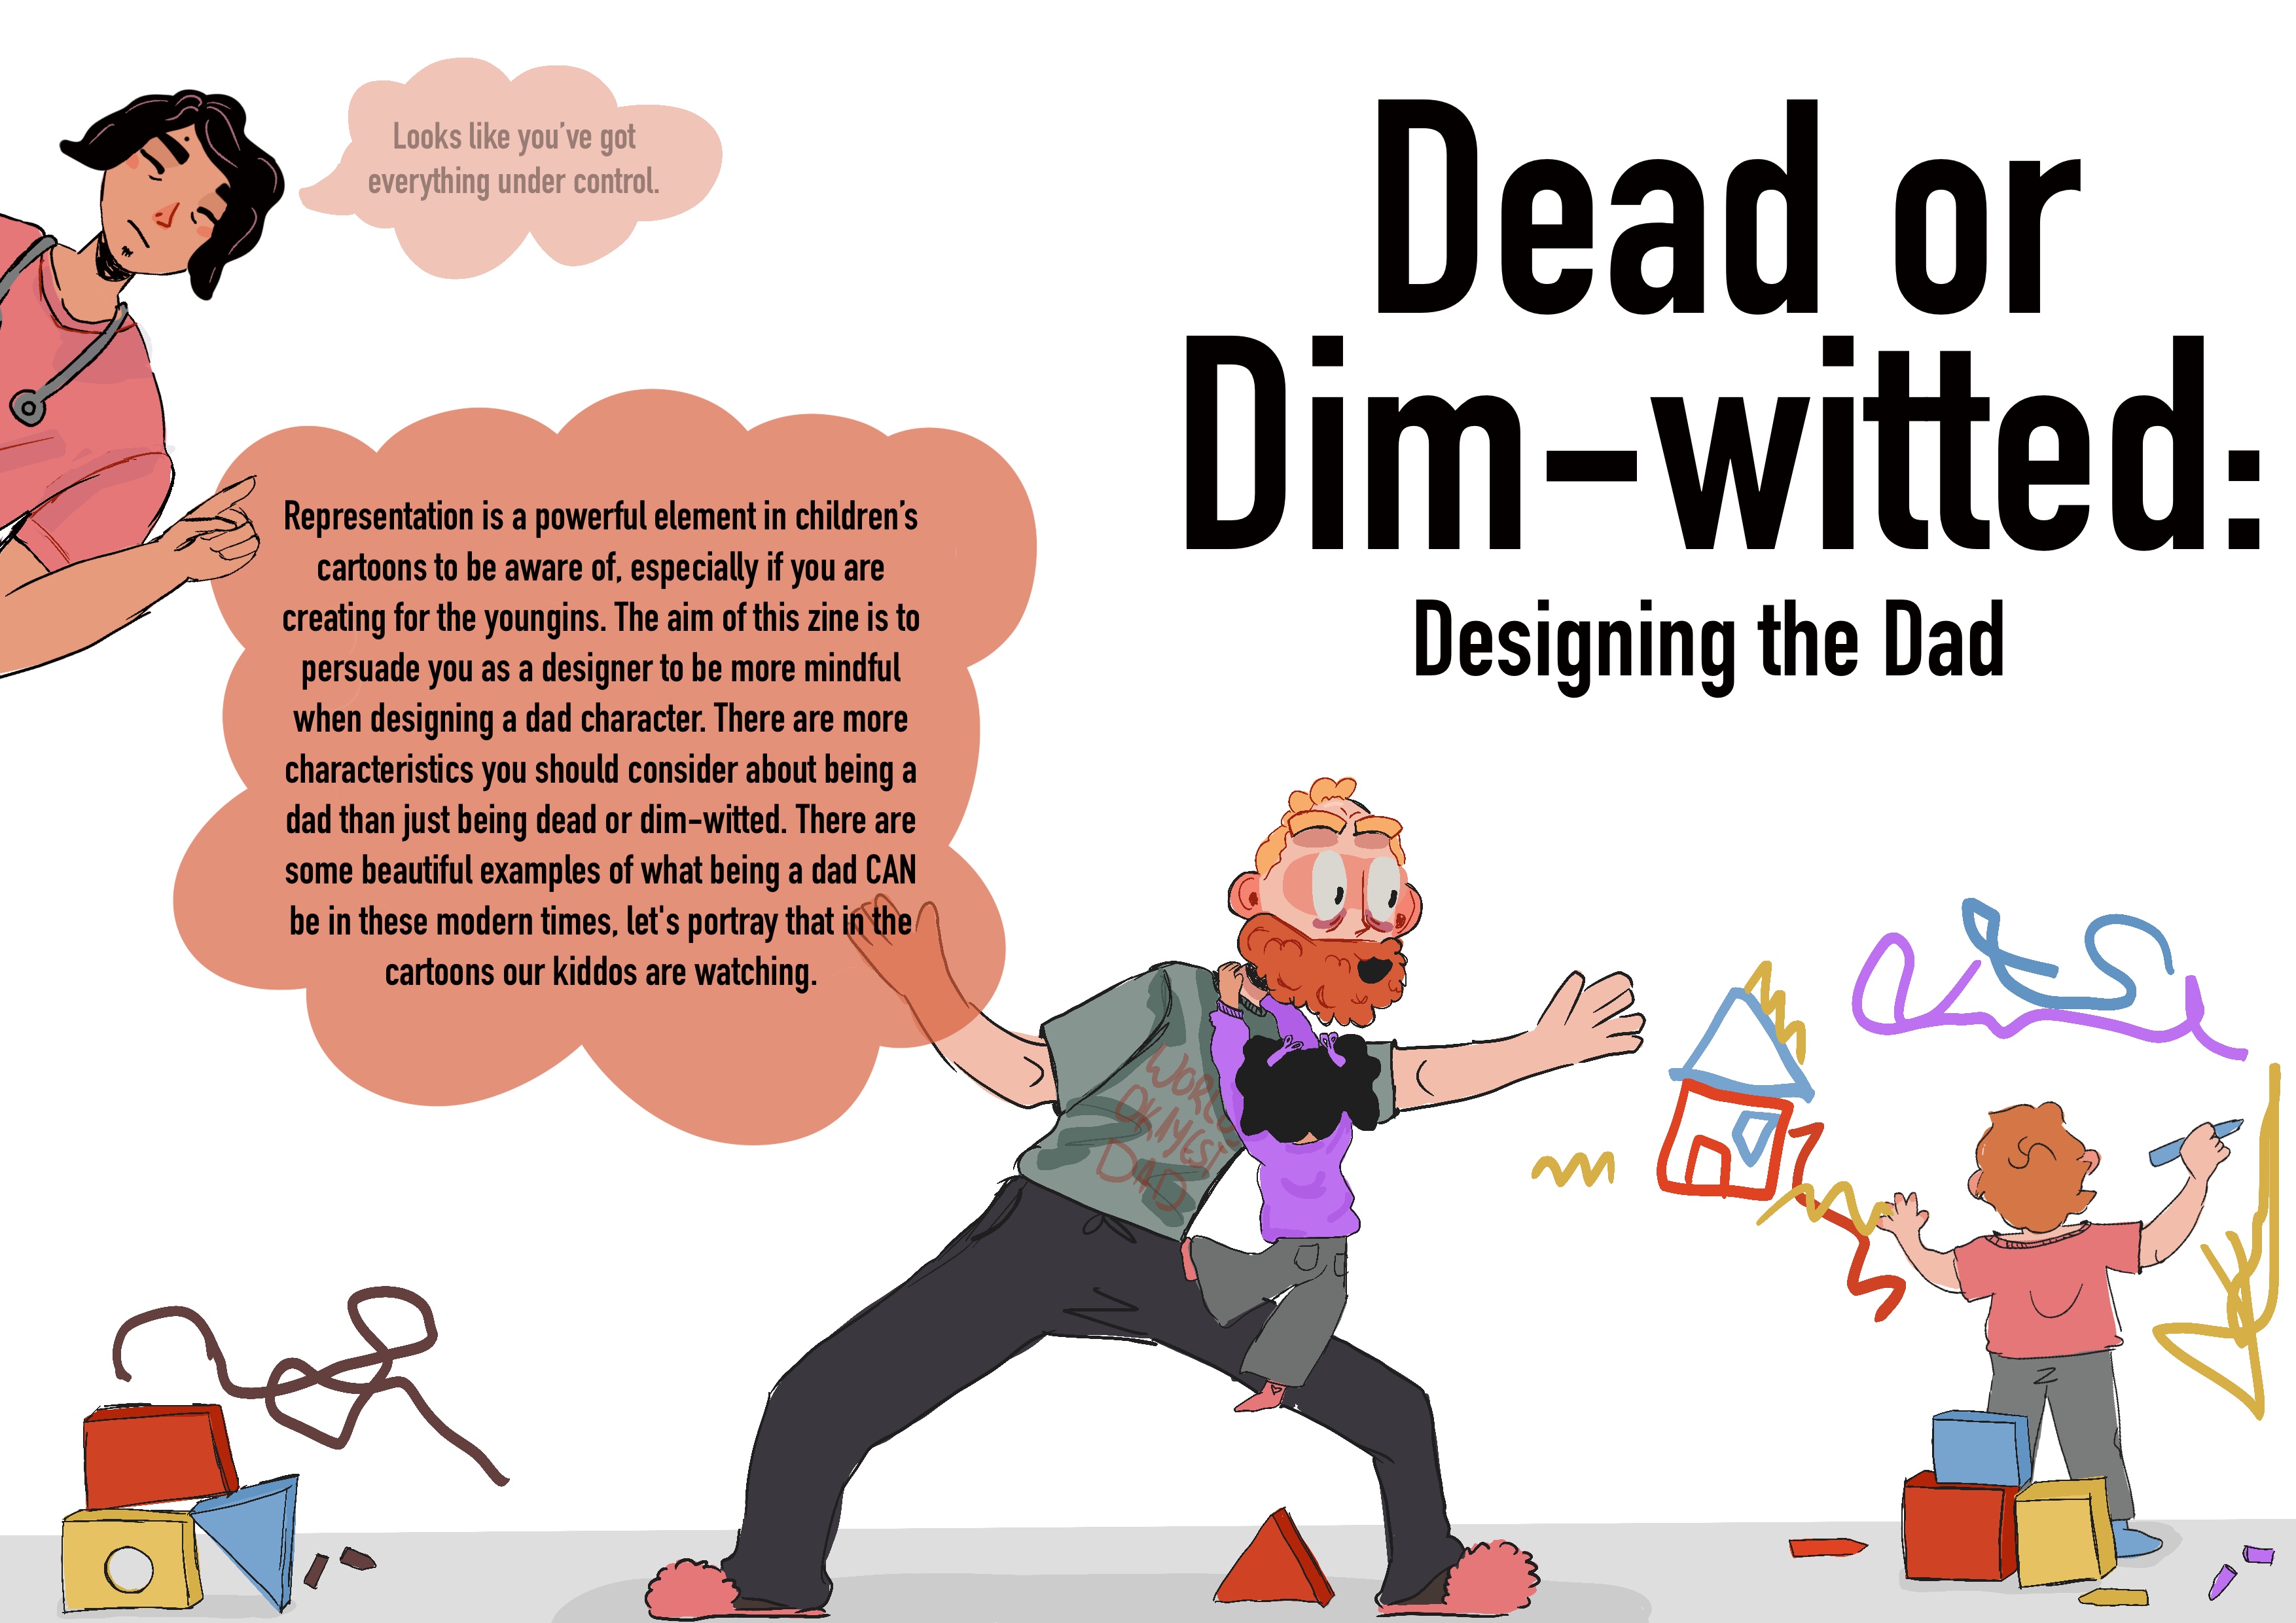 Looks like you've got
everything under control.
Representation is a powerful element in children's
cartoons to be aware of, especially if you are
creating for the youngins. The aim of this zine is to
persuade you as a designer to be more mindful
when designing a dad character. There are more
characteristics you should consider about being a
dad than just being dead or dim-witted. There are
some beautiful examples of what being a dad CAN
be in these modern times, let's portray that in the
cartoons our kiddos are watching.
Dead or
Dim-witted:
Designing the Dad
WORL
OKAYEST
DAD